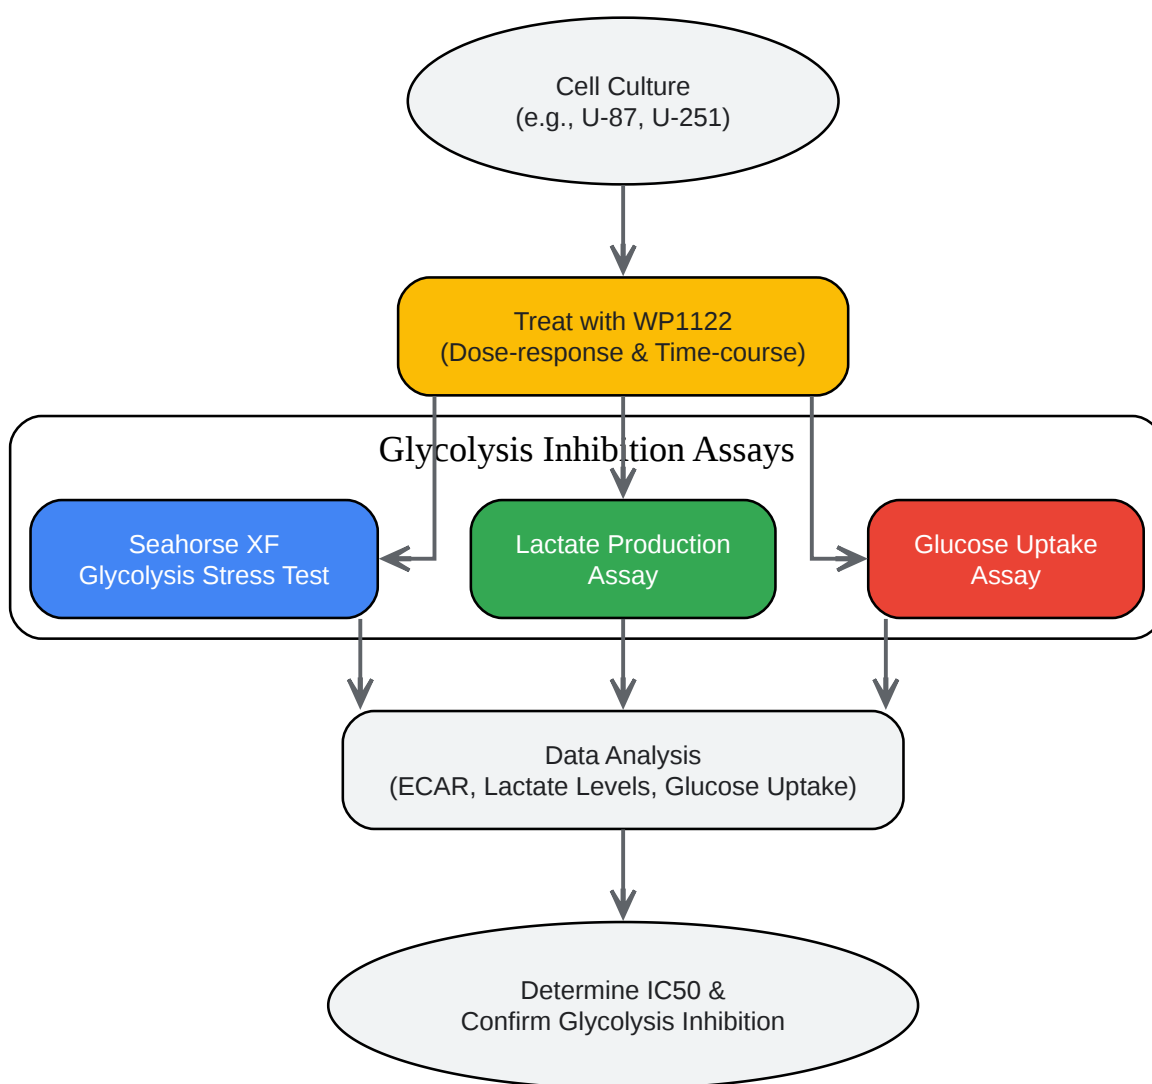 Cell Culture
(e.g., U-87, U-251)
Treat with WP1122
(Dose-response & Time-course)
Glycolysis Inhibition Assays
Seahorse XF
Glycolysis Stress Test
Lactate Production
Assay
Glucose Uptake
Assay
Data Analysis
(ECAR, Lactate Levels, Glucose Uptake)
Determine IC50 &
Confirm Glycolysis Inhibition